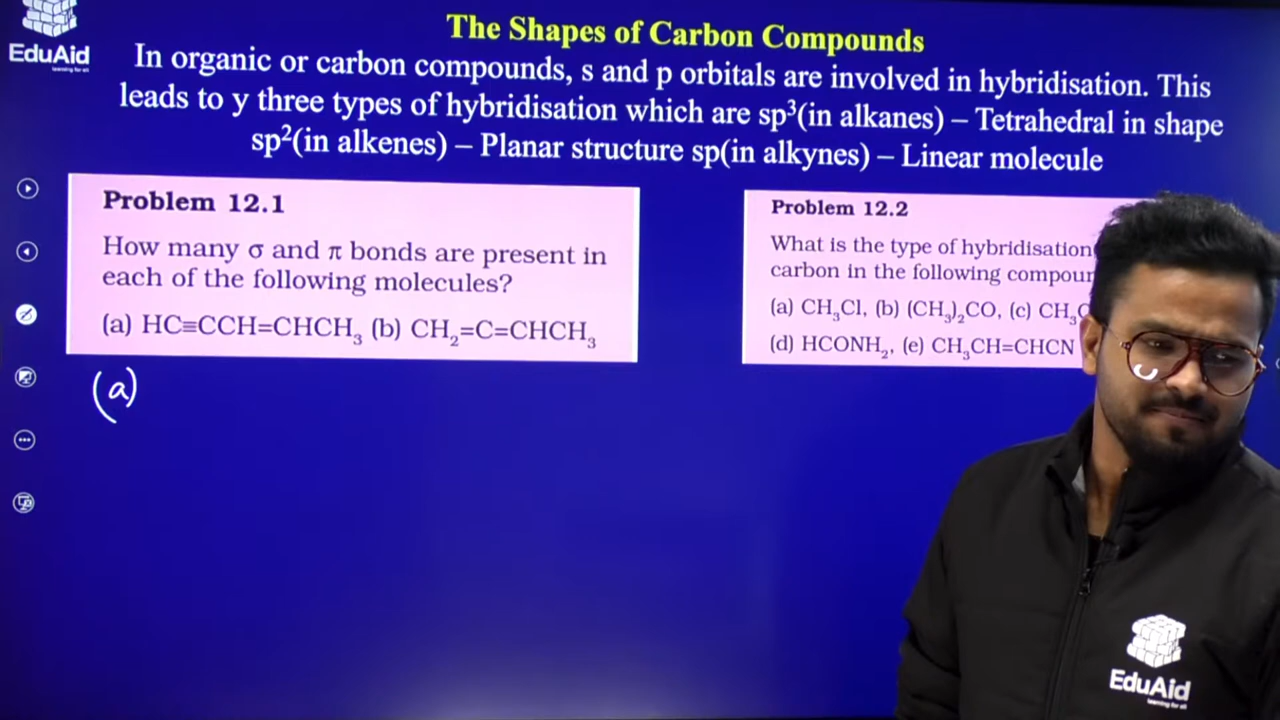 EduAid
The Shapes of Carbon Compounds
In organic or carbon compounds, s and p orbitals are involved in hybridisation. This
leads to y three types of hybridisation which are sp³(in alkanes) – Tetrahedral in shape
sp²(in alkenes) – Planar structure sp(in alkynes) – Linear molecule
Problem 12.1
How many σ and π bonds are present in
each of the following molecules?
(a) HC≡CCH=CHCH₃ (b) CH₂=C=CHCH₃
Problem 12.2
What is the type of hybridisation
carbon in the following
(a) CH₃Cl, (b) (CH₃)₂CO, (c)
(d) HCONH₂, (e) CH₃CH=CHCN
(a)
EduAid
learning for all